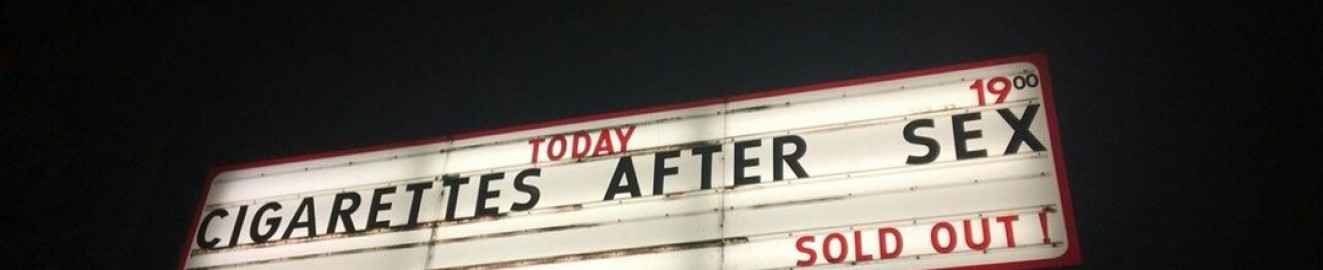 TODAY 1900
CIGARETTES AFTER SEX
SOLD OUT!